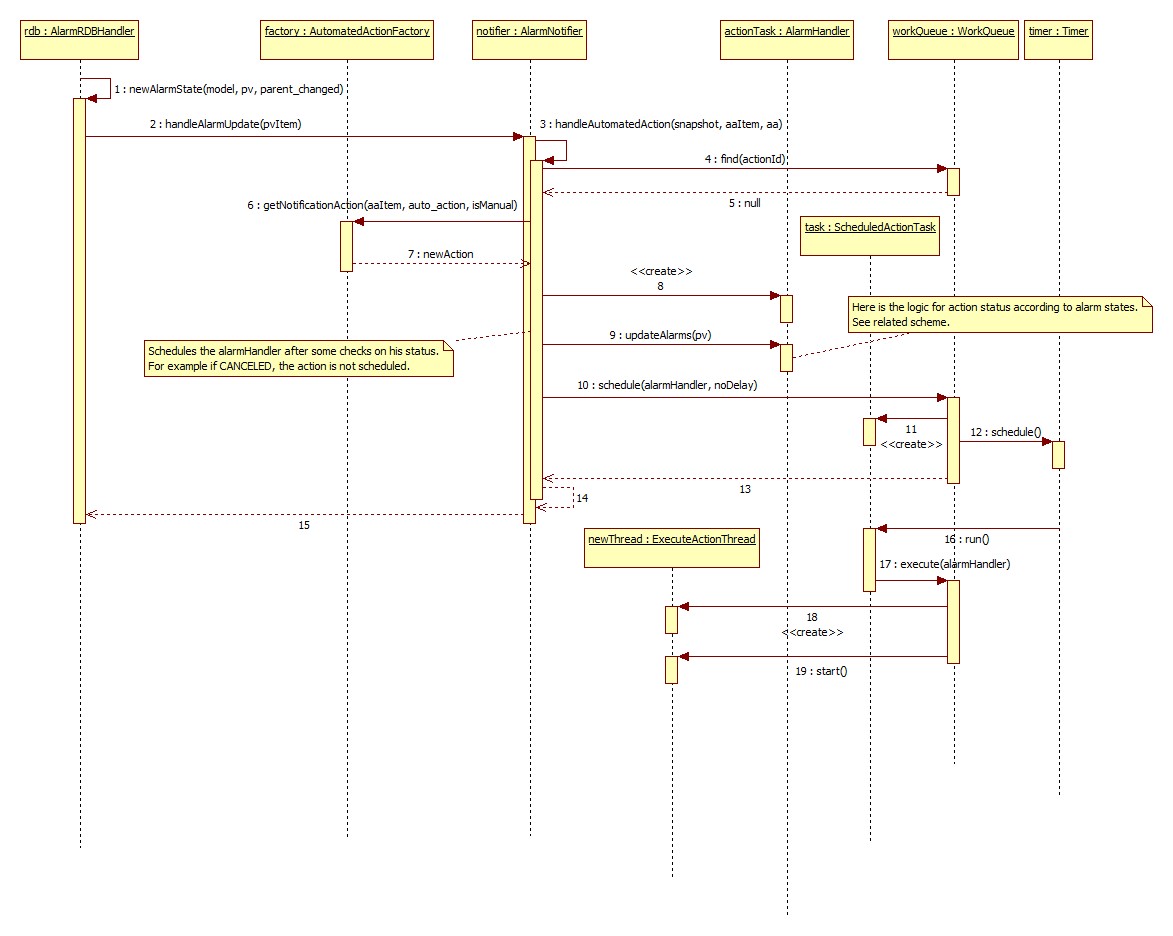 rdb : AlarmRDBHandler
factory : AutomatedActionFactory
notifier : AlarmNotifier
actionTask : AlarmHandler
workQueue : WorkQueue
timer : Timer
1 : newAlarmState(model, pv, parent_changed)
2 : handleAlarmUpdate(pvItem)
3 : handleAutomatedAction(snapshot, aaItem, aa)
4 : find(actionId)
5 : null
6 : getNotificationAction(aaItem, auto_action, isManual)
task : ScheduledActionTask
7 : newAction
<<create>>
8
Here is the logic for action status according to alarm states.
See related scheme.
9 : updateAlarms(pv)
Schedules the alarmHandler after some checks on his status.
For example if CANCELED, the action is not scheduled.
10 : schedule(alarmHandler, noDelay)
11
<<create>>
12 : schedule()
13
14
15
newThread : ExecuteActionThread
16 : run()
17 : execute(alarmHandler)
18
<<create>>
19 : start()